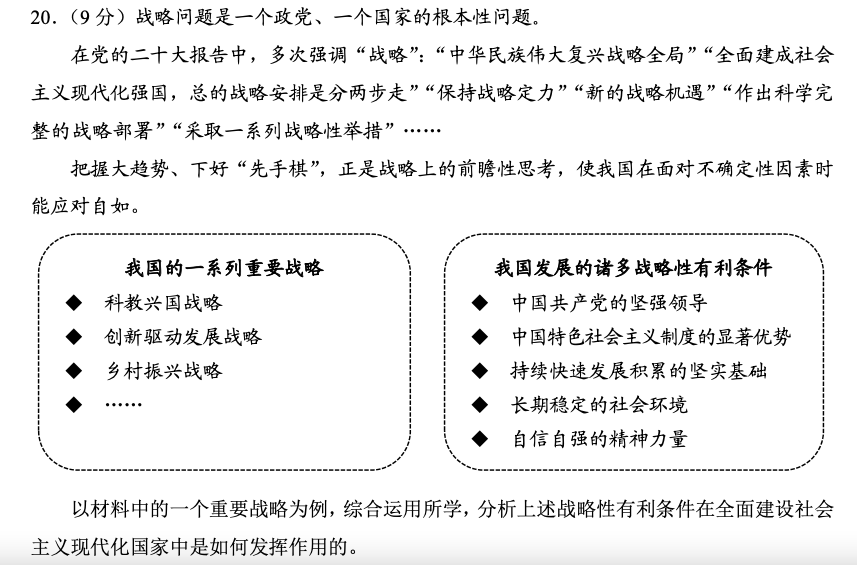 20.（9 分）战略问题是一个政党、一个国家的根本性问题。
在党的二十大报告中，多次强调“战略”：“中华民族伟大复兴战略全局”“全面建成社会
主义现代化强国，总的战略安排是分两步走”“保持战略定力”“新的战略机遇”“作出科学完
整的战略部署”“采取一系列战略性举措”……
把握大趋势、下好“先手棋”，正是战略上的前瞻性思考，使我国在面对不确定性因素时
能应对自如。
我国的一系列重要战略
◆ 科教兴国战略
◆ 创新驱动发展战略
◆ 乡村振兴战略
◆ ……
我国发展的诸多战略性有利条件
◆ 中国共产党的坚强领导
◆ 中国特色社会主义制度的显著优势
◆ 持续快速发展积累的坚实基础
◆ 长期稳定的社会环境
◆ 自信自强的精神力量
以材料中的一个重要战略为例，综合运用所学，分析上述战略性有利条件在全面建设社会
主义现代化国家中是如何发挥作用的。